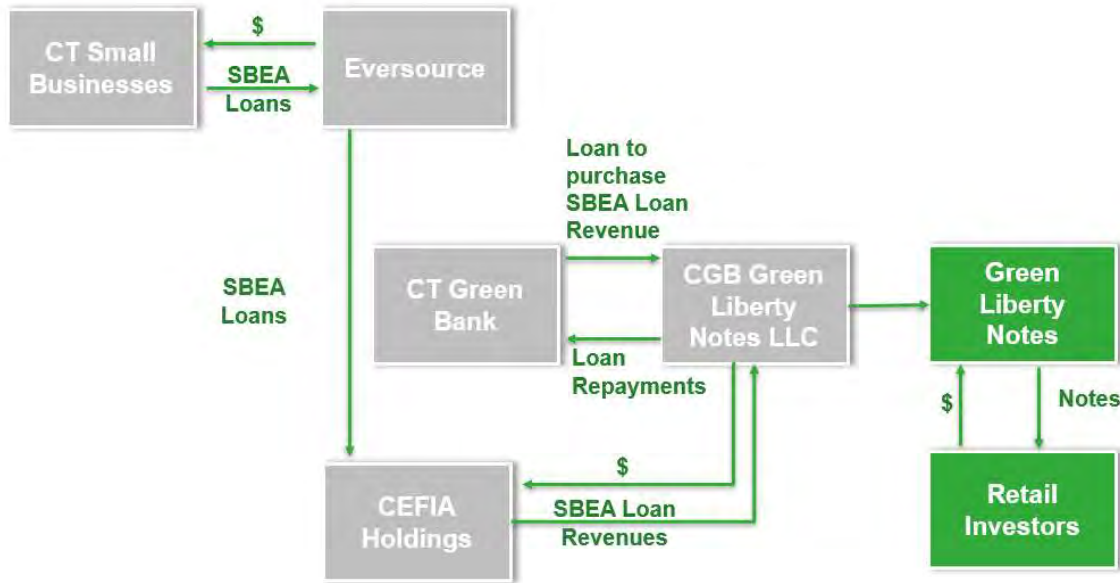 CT Small
Businesses
$
SBEA
Loans
Eversource
Loan to
purchase
SBEA Loan
Revenue
SBEA
Loans
CT Green
Bank
Loan
Repayments
CGB Green
Liberty
Notes LLC
Green
Liberty
Notes
$
Notes
CEFIA
Holdings
$
SBEA Loan
Revenues
Retail
Investors